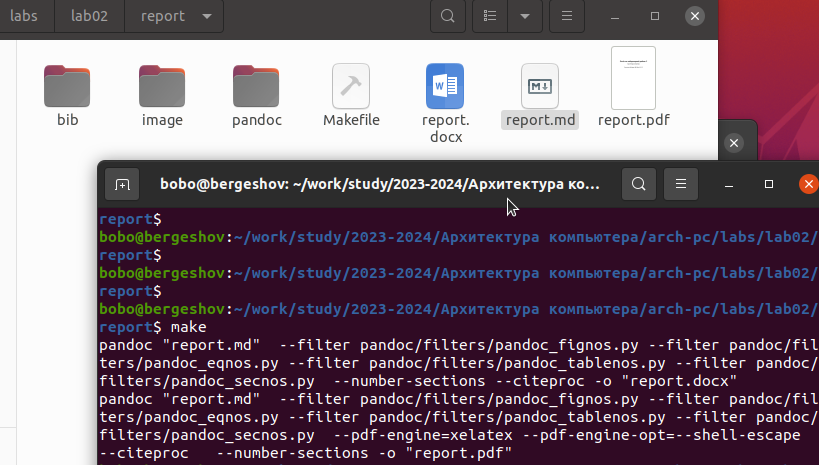 labs lab02 report
bib image pandoc Makefile report.docx report.md report.pdf
bobo@bergeshov: ~/work/study/2023-2024/Архитектура ко...
report$
bobo@bergeshov:~/work/study/2023-2024/Архитектура компьютера/arch-pc/labs/lab02/
report$
bobo@bergeshov:~/work/study/2023-2024/Архитектура компьютера/arch-pc/labs/lab02/
report$
bobo@bergeshov:~/work/study/2023-2024/Архитектура компьютера/arch-pc/labs/lab02/
report$ make
pandoc "report.md"  --filter pandoc/filters/pandoc_fignos.py --filter pandoc/fil
ters/pandoc_eqnos.py --filter pandoc/filters/pandoc_tablenos.py --filter pandoc/
filters/pandoc_secnos.py  --number-sections --citeproc -o "report.docx"
pandoc "report.md"  --filter pandoc/filters/pandoc_fignos.py --filter pandoc/fil
ters/pandoc_eqnos.py --filter pandoc/filters/pandoc_tablenos.py --filter pandoc/
filters/pandoc_secnos.py  --pdf-engine=xelatex --pdf-engine-opt=--shell-escape
--citeproc   --number-sections -o "report.pdf"